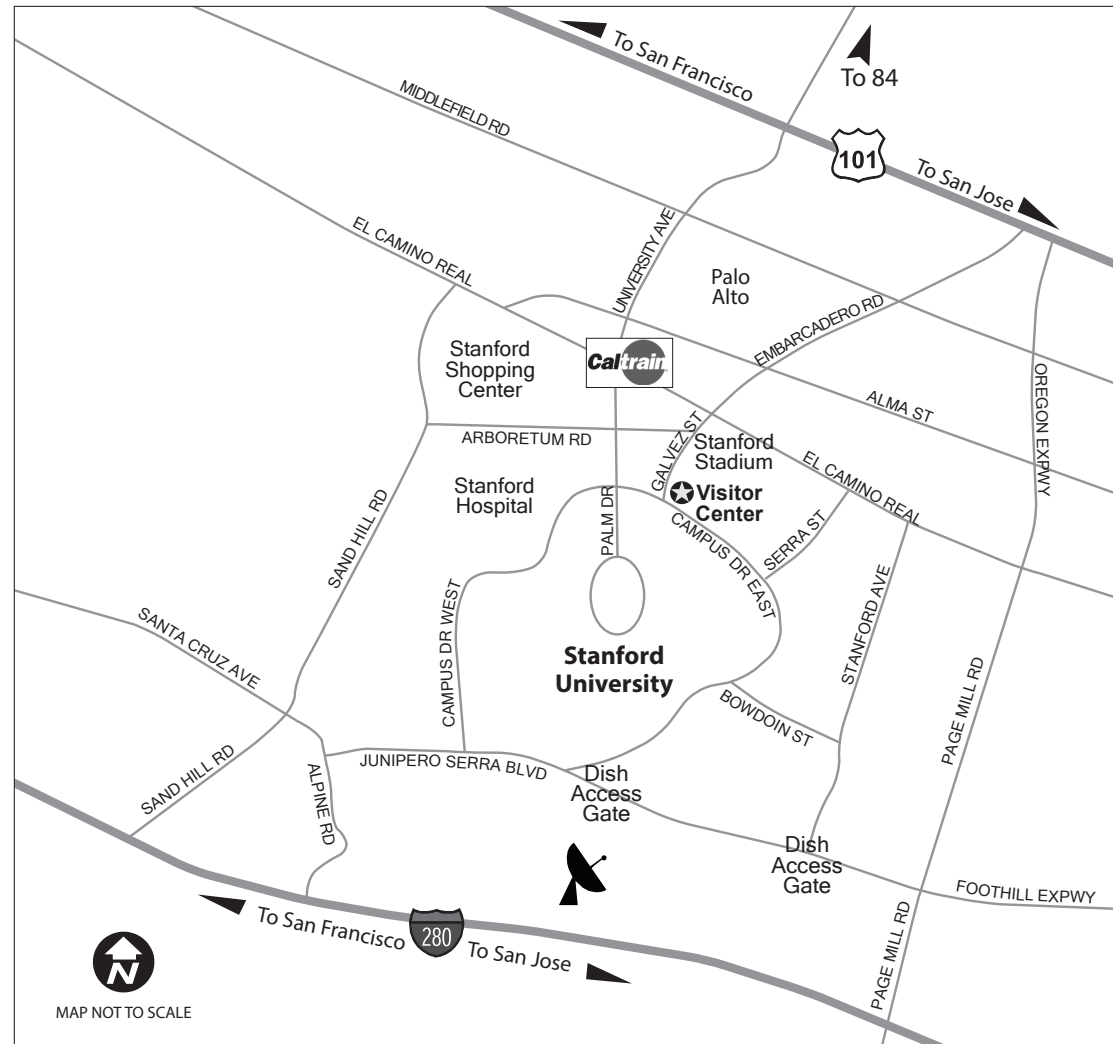 To San Francisco
To 84
MIDDLEFIELD RD
101
To San Jose
EL CAMINO REAL
UNIVERSITY AVE
Palo
Alto
EMBARCADERO RD
Stanford
Shopping
Center
Caltrain
OREGON EXPWY
ALMA ST
ARBORETUM RD
GALVEZ ST
Stanford
Stadium
EL CAMINO REAL
Stanford
Hospital
Visitor
Center
PALM DR
CAMPUS DR EAST
SERRA ST
SAND HILL RD
STANFORD AVE
CAMPUS DR WEST
SANTA CRUZ AVE
Stanford
University
BOWDOIN ST
PAGE MILL RD
SAND HILL RD
ALPINE RD
JUNIPERO SERRA BLVD
Dish
Access
Gate
Dish
Access
Gate
FOOTHILL EXPWY
To San Francisco
280
To San Jose
PAGE MILL RD
N
MAP NOT TO SCALE